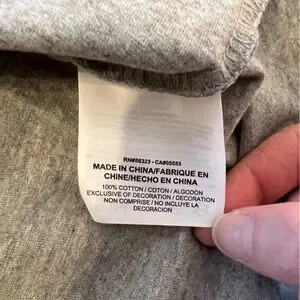 RN#56323 - CA#05553
MADE IN CHINA/FABRIQUE EN
CHINE/HECHO EN CHINA
100% COTTON / COTON / ALGODON
EXCLUSIVE OF DECORATION / DECORATION
NON COMPRISE / NO INCLUYE LA
DECORACIÓN